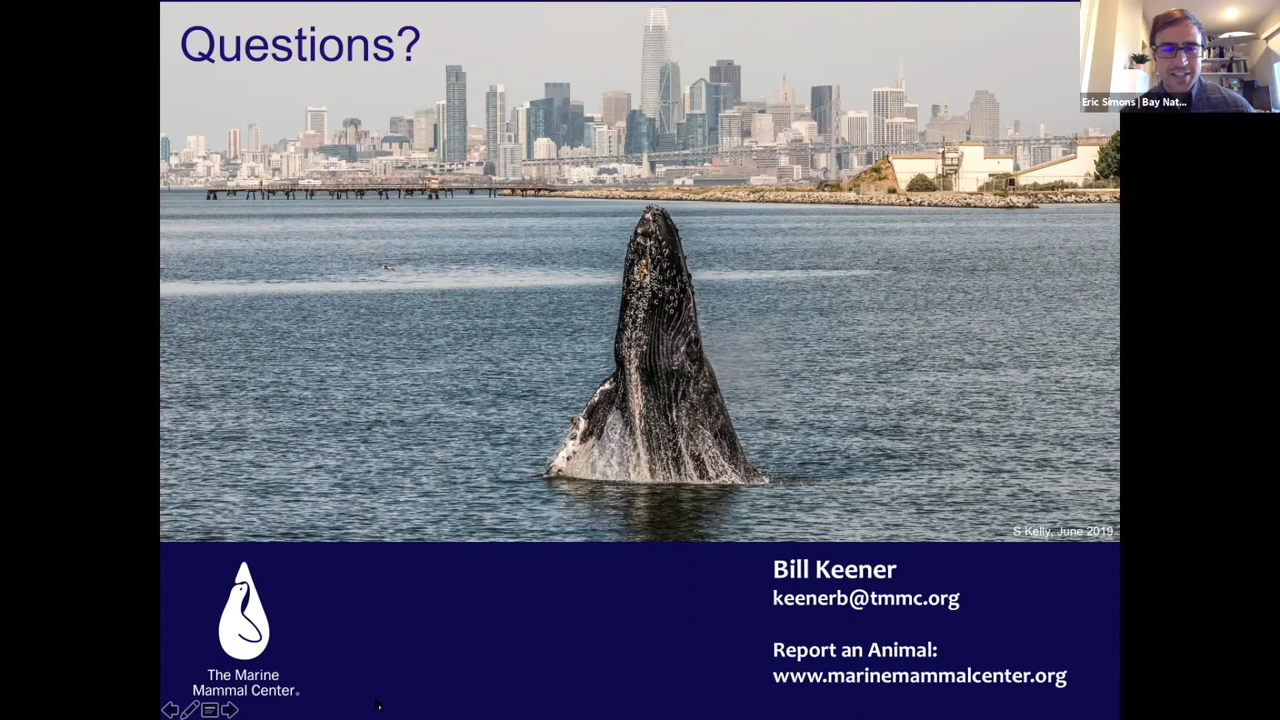 Questions?
Eric Simons | Bay Nat...
S Kelly, June 2019
Bill Keener
keenerb@tmmc.org
Report an Animal:
www.marinemammalcenter.org
The Marine
Mammal Center®